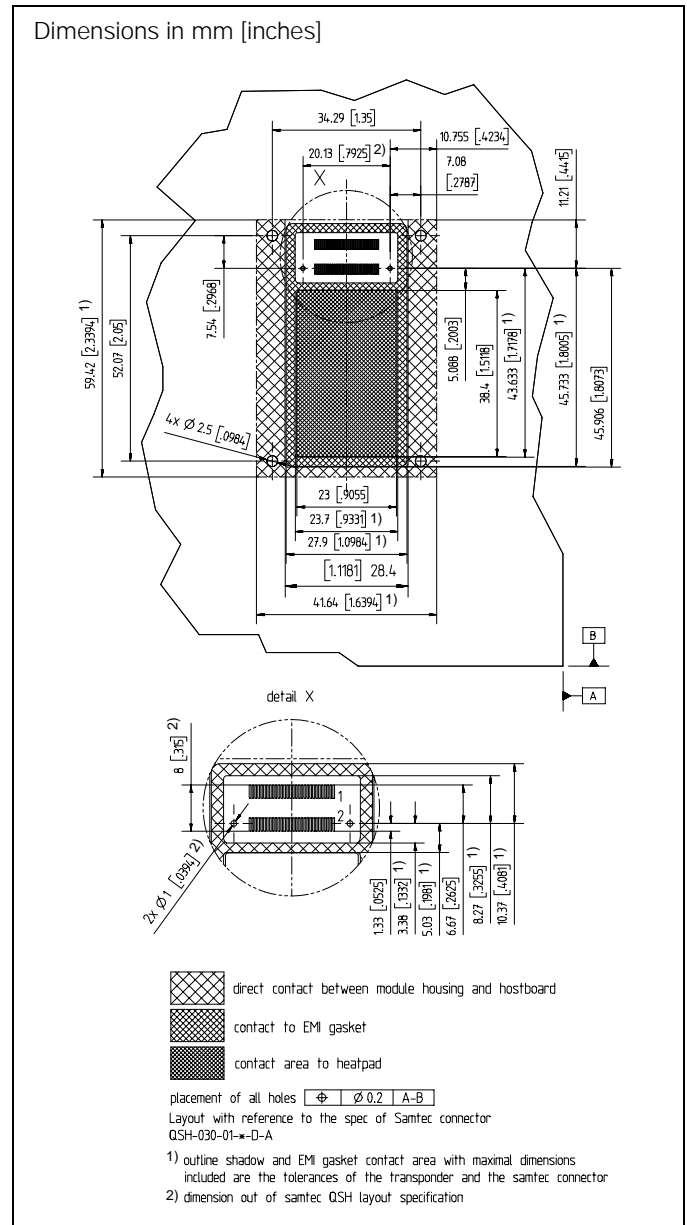 Dimensions in mm [inches]
34.29 [1.35]
10.755 [.4234]
20.13 [.7925] 2)
7.08
[.2787]
X
11.21 [.4415]
59.42 [2.3394] 1)
52.07 [2.05]
7.54 [.2968]
5.088 [.2003]
38.4 [1.5118]
43.633 [1.7178] 1)
45.733 [1.8005] 1)
45.906 [1.8073]
4x Ø 2.5 [.0984]
23 [.9055]
23.7 [.9331] 1)
27.9 [1.0984] 1)
[1.1181] 28.4
41.64 [1.6394] 1)
B
A
detail X
8 [.315] 2)
1
2
2x Ø1 [.0394] 2)
1.33 [.0525]
3.38 [.1332] 1)
5.03 [.1981] 1)
6.67 [.2625]
8.27 [.3255] 1)
10.37 [.4081] 1)
direct contact between module housing and hostboard
contact to EMI gasket
contact area to heatpad
placement of all holes ⌖ Ø 0.2 A-B
Layout with reference to the spec of Samtec connector
QSH-030-01-*-D-A
1) outline shadow and EMI gasket contact area with maximal dimensions
included are the tolerances of the transponder and the samtec connector
2) dimension out of samtec QSH layout specification